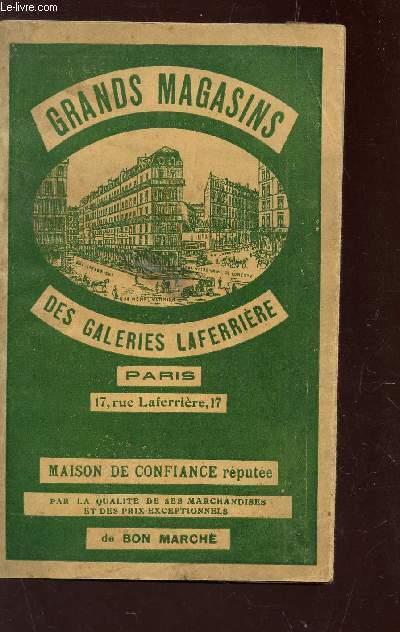 Le-livre.com
GRANDS MAGASINS
DES GALERIES LAFERRIÈRE
PARIS
17, rue Laferrière, 17
MAISON DE CONFIANCE réputée
PAR LA QUALITÉ DE SES MARCHANDISES
ET DES PRIX EXCEPTIONNELS
de BON MARCHÉ